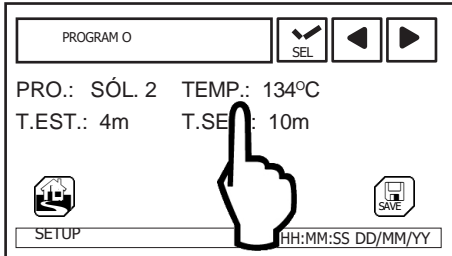 PROGRAM O
SEL
PRO.: SÓL. 2 TEMP.: 134ºC
T.EST.: 4m T.SE : 10m
SAVE
SETUP HH:MM:SS DD/MM/YY